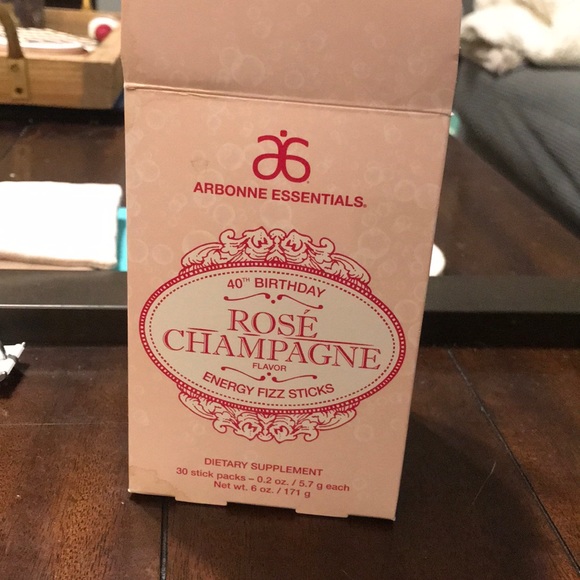 ARBONNE ESSENTIALS®
40TH BIRTHDAY
ROSÉ
CHAMPAGNE
FLAVOR
ENERGY FIZZ STICKS
DIETARY SUPPLEMENT
30 stick packs – 0.2 oz. / 5.7 g each
Net wt. 6 oz. / 171 g